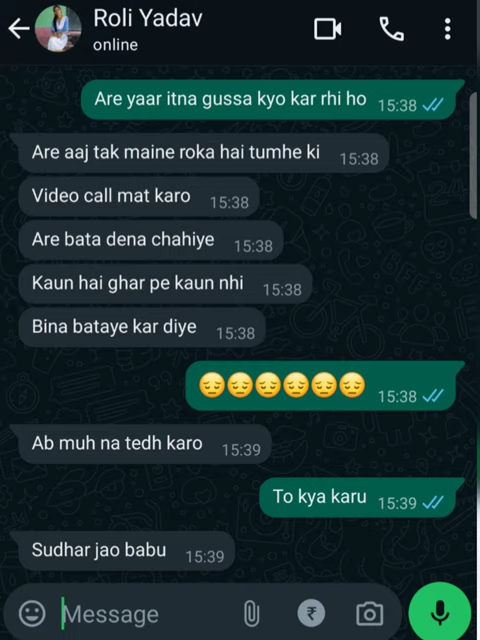 Roli Yadav
online
Are yaar itna gussa kyo kar rhi ho 15:38
Are aaj tak maine roka hai tumhe ki 15:38
Video call mat karo 15:38
Are bata dena chahiye 15:38
Kaun hai ghar pe kaun nhi 15:38
Bina bataye kar diye 15:38
😔😔😔😔😔😔 15:38
Ab muh na tedh karo 15:39
To kya karu 15:39
Sudhar jao babu 15:39
Message ₹